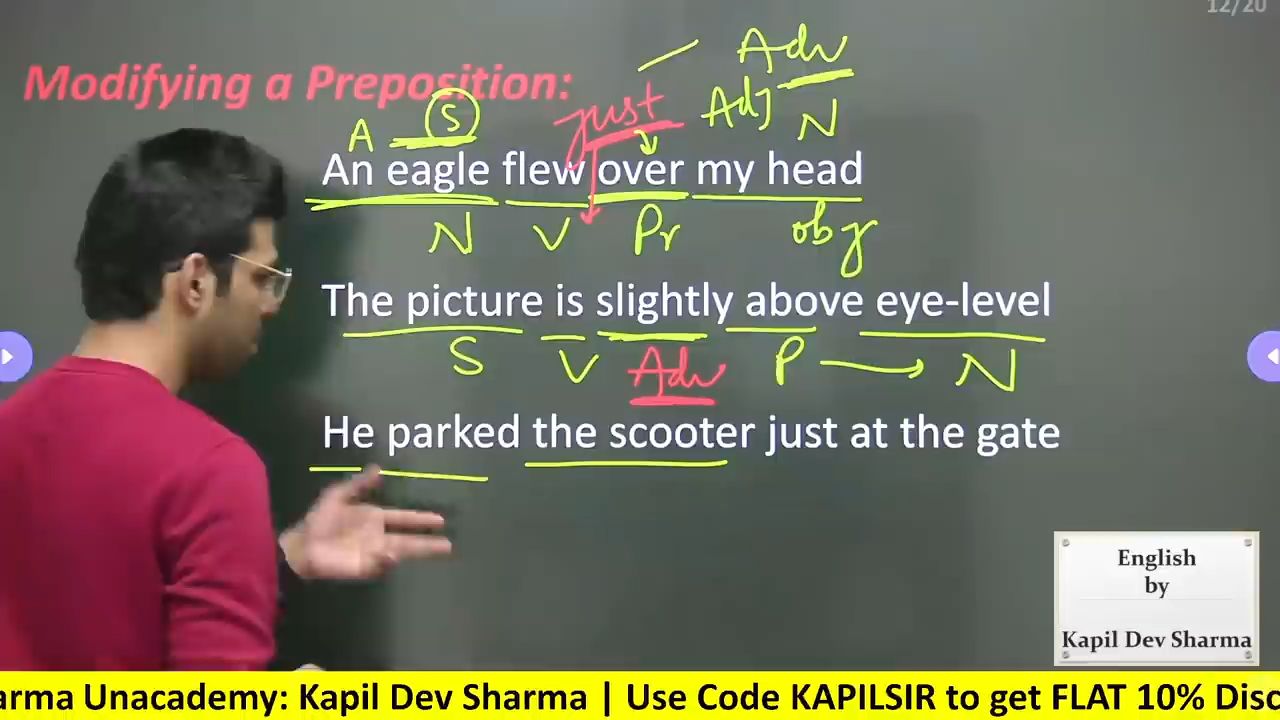 12/20
Adv
Modifying a Preposition:
just Adj N
A S
An eagle flew over my head
N V Pr obj
The picture is slightly above eye-level
S V Adv P N
He parked the scooter just at the gate
English
by
Kapil Dev Sharma
arma Unacademy: Kapil Dev Sharma | Use Code KAPILSIR to get FLAT 10% Disc